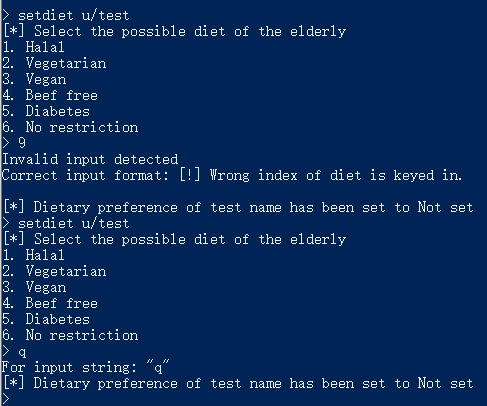 > setdiet u/test
[*] Select the possible diet of the elderly
1. Halal
2. Vegetarian
3. Vegan
4. Beef free
5. Diabetes
6. No restriction
> 9
Invalid input detected
Correct input format: [!] Wrong index of diet is keyed in.

[*] Dietary preference of test name has been set to Not set
> setdiet u/test
[*] Select the possible diet of the elderly
1. Halal
2. Vegetarian
3. Vegan
4. Beef free
5. Diabetes
6. No restriction
> q
For input string: "q"
[*] Dietary preference of test name has been set to Not set
>